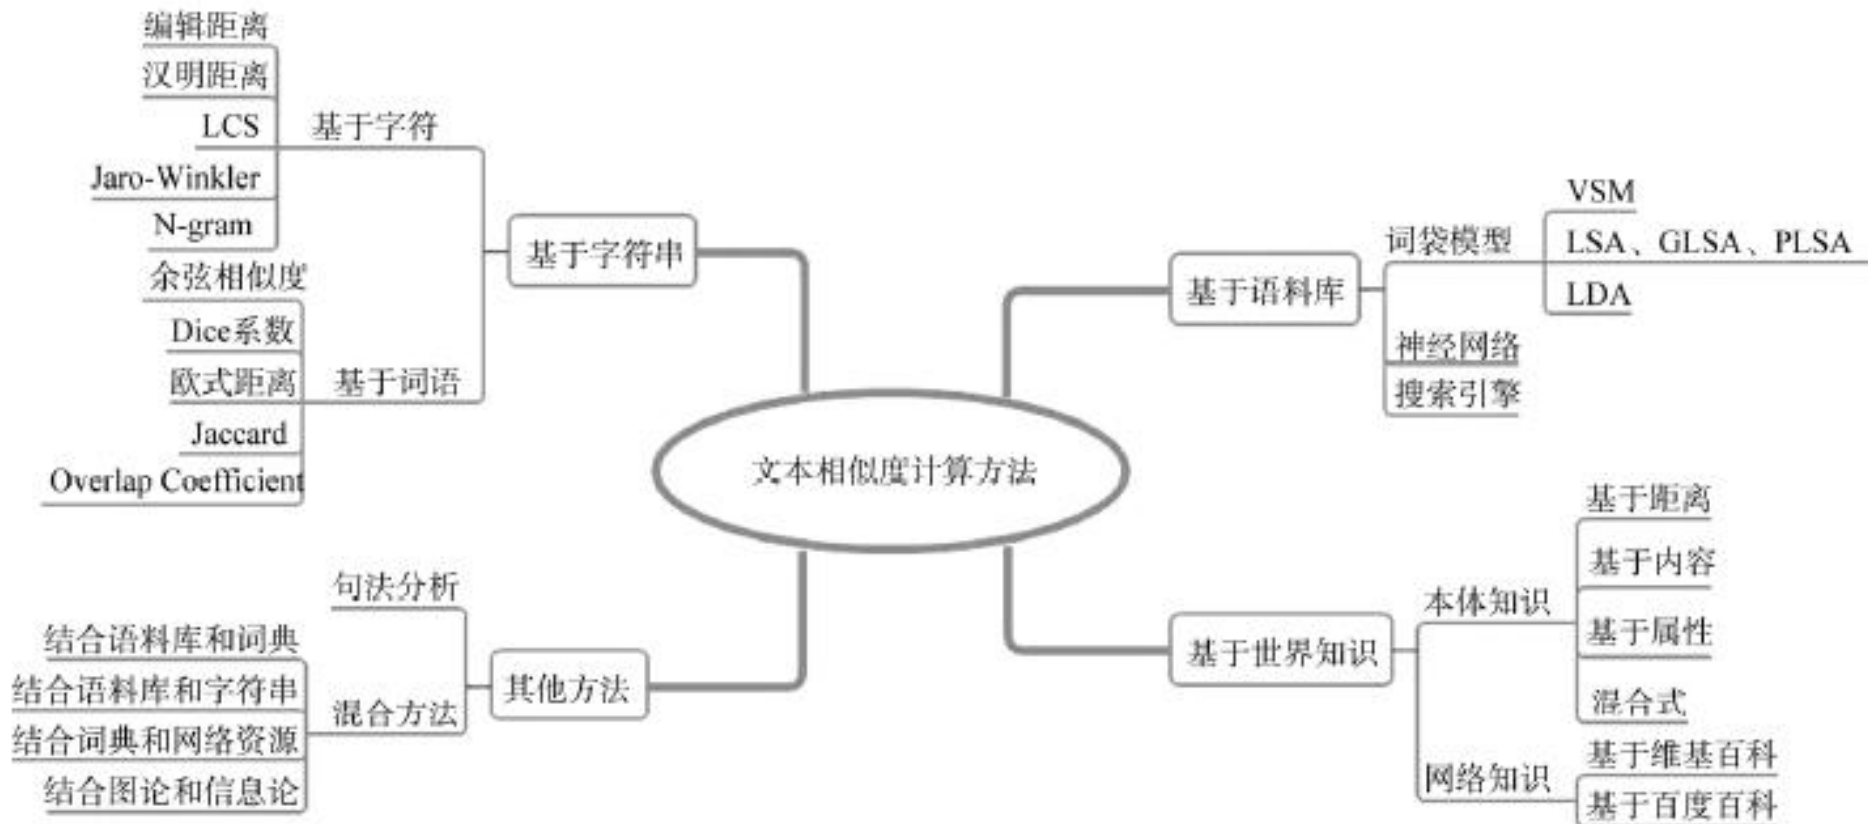 编辑距离
汉明距离
LCS
Jaro-Winkler
N-gram
基于字符
余弦相似度
Dice系数
欧式距离
Jaccard
Overlap Coefficient
基于词语
基于字符串
VSM
LSA、GLSA、PLSA
LDA
词袋模型
神经网络
搜索引擎
基于语料库
文本相似度计算方法
句法分析
结合语料库和词典
结合语料库和字符串
结合词典和网络资源
结合图论和信息论
混合方法
其他方法
基于距离
基于内容
基于属性
混合式
本体知识
基于维基百科
基于百度百科
网络知识
基于世界知识